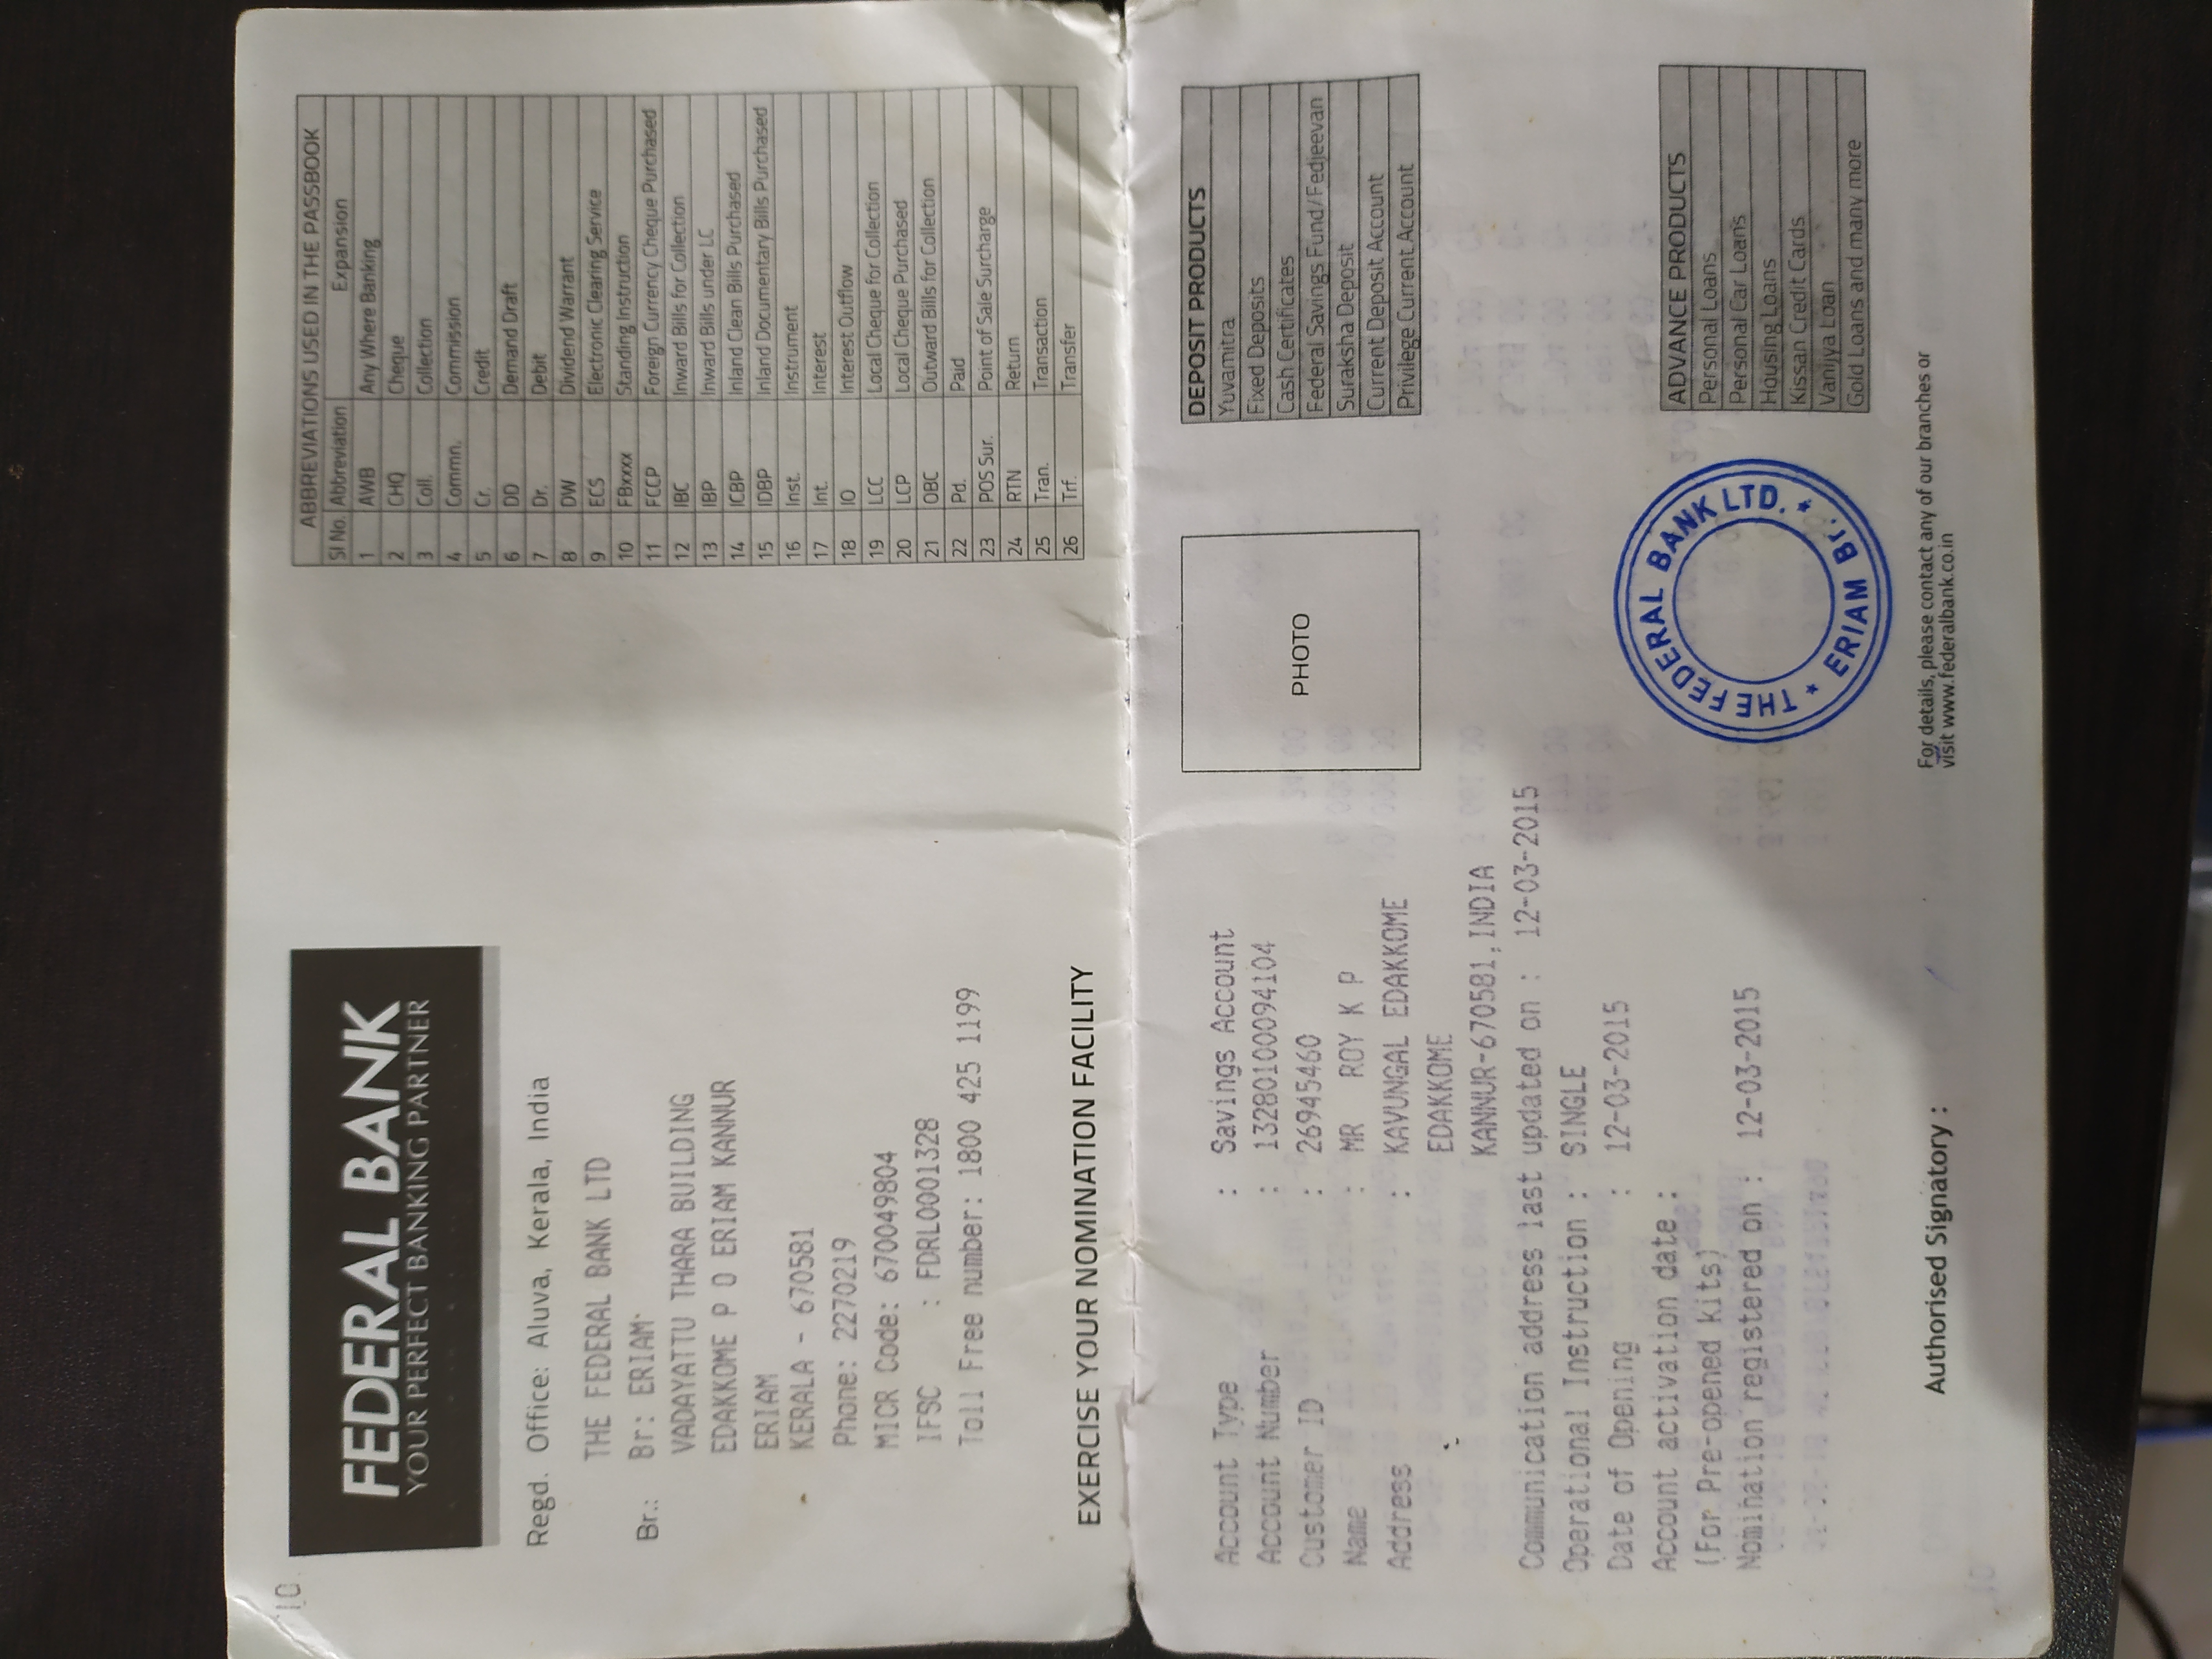 10
FEDERAL BANK
YOUR PERFECT BANKING PARTNER
Regd. Office: Aluva, Kerala, India
THE FEDERAL BANK LTD
Br.: Br: ERIAM
VADAYATTU THARA BUILDING
EDAKKOME P O ERIAM KANNUR
ERIAM
KERALA - 670581
Phone: 2270219
MICR Code: 670049804
IFSC : FDRL0001328
Toll Free number: 1800 425 1199
EXERCISE YOUR NOMINATION FACILITY
ABBREVIATIONS USED IN THE PASSBOOK
Sl No. Abbreviation Expansion
1 AWB Any Where Banking
2 CHQ Cheque
3 Coll. Collection
4 Commn. Commission
5 Cr. Credit
6 DD Demand Draft
7 Dr. Debit
8 DW Dividend Warrant
9 ECS Electronic Clearing Service
10 FBxxxx Standing Instruction
11 FCCP Foreign Currency Cheque Purchased
12 IBC Inward Bills for Collection
13 IBP Inward Bills under LC
14 ICBP Inland Clean Bills Purchased
15 IDBP Inland Documentary Bills Purchased
16 Inst. Instrument
17 Int. Interest
18 IO Interest Outflow
19 LCC Local Cheque for Collection
20 LCP Local Cheque Purchased
21 OBC Outward Bills for Collection
22 Pd. Paid
23 POS Sur. Point of Sale Surcharge
24 RTN Return
25 Tran. Transaction
26 Trf. Transfer
Account Type : Savings Account
Account Number : 13280100094104
Customer ID : 26945460
Name : MR ROY K P
Address : KAVUNGAL EDAKKOME
EDAKKOME
KANNUR-670581,INDIA
Communication address last updated on : 12-03-2015
Operational Instruction : SINGLE
Date of Opening : 12-03-2015
Account activation date :
(For Pre-opened kits)
Nomination registered on : 12-03-2015
Authorised Signatory :
PHOTO
THE FEDERAL BANK LTD.
* ERIAM Br. *
For details, please contact any of our branches or
visit www.federalbank.co.in
DEPOSIT PRODUCTS
Yuvamitra
Fixed Deposits
Cash Certificates
Federal Savings Fund/Fedjeevan
Suraksha Deposit
Current Deposit Account
Privilege Current Account
ADVANCE PRODUCTS
Personal Loans
Personal Car Loans
Housing Loans
Kissan Credit Cards
Vanijya Loan
Gold Loans and many more